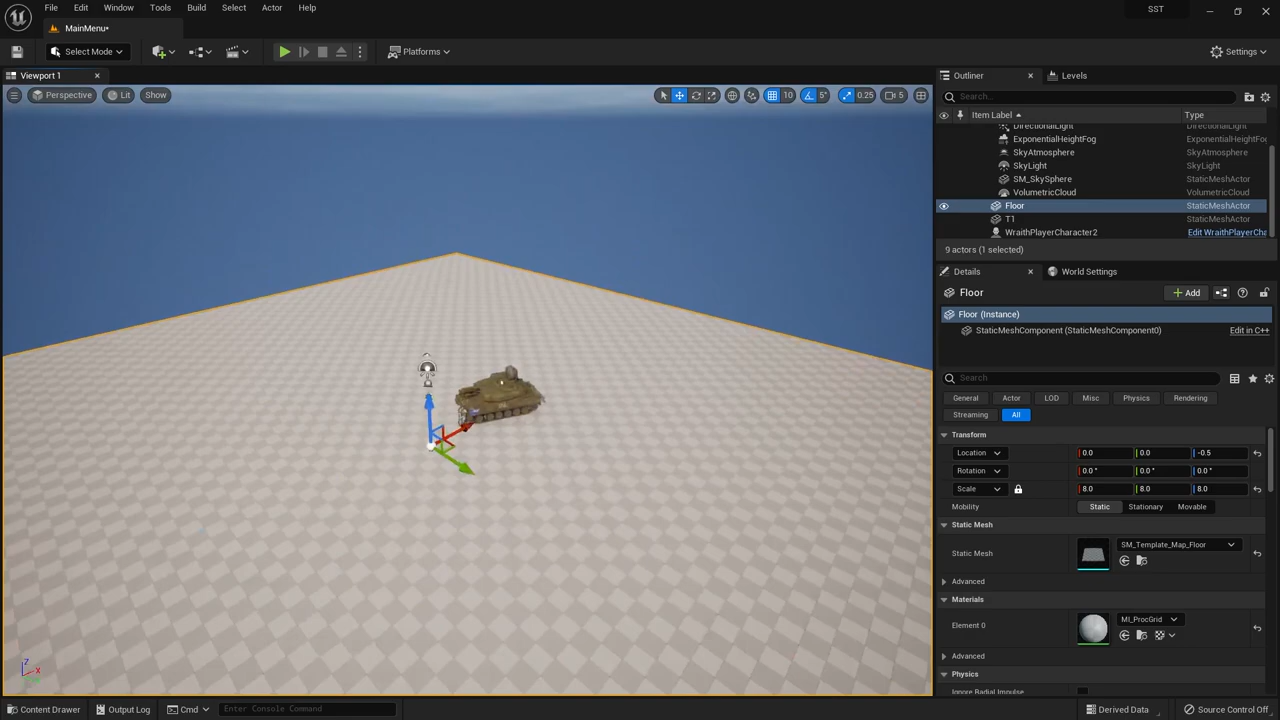 File Edit Window Tools Build Select Actor Help SST
MainMenu*
Select Mode Platforms Settings
Viewport 1 Outliner Levels
Perspective Lit Show 10 5° 0.25 5 Search...
Item Label Type
DirectionalLight DirectionalLight
ExponentialHeightFog ExponentialHeightFog
SkyAtmosphere SkyAtmosphere
SkyLight SkyLight
SM_SkySphere StaticMeshActor
VolumetricCloud VolumetricCloud
Floor StaticMeshActor
T1 StaticMeshActor
WraithPlayerCharacter2 Edit WraithPlayerCha
9 actors (1 selected)
Details World Settings
Floor Add
Floor (Instance)
StaticMeshComponent (StaticMeshComponent0) Edit in C++
Search
General Actor LOD Misc Physics Rendering
Streaming All
Transform
Location 0.0 0.0 -0.5
Rotation 0.0 ° 0.0 ° 0.0 °
Scale 8.0 8.0 8.0
Mobility Static Stationary Movable
Static Mesh
Static Mesh SM_Template_Map_Floor
Advanced
Materials
Element 0 MI_ProcGrid
Advanced
Physics
Ignore Radial Impulse
Z X
Content Drawer Output Log Cmd Enter Console Command Derived Data Source Control Off